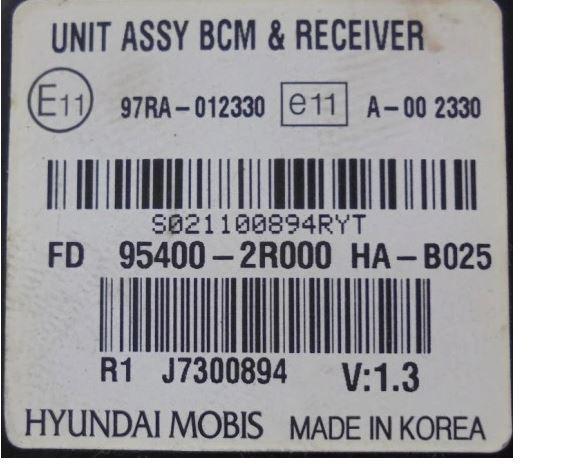 UNIT ASSY BCM & RECEIVER
E11 97RA-012330 e11 A-00 2330
S021100894RYT
FD 95400-2R000 HA-B025
R1 J7300894 V:1.3
HYUNDAI MOBIS MADE IN KOREA